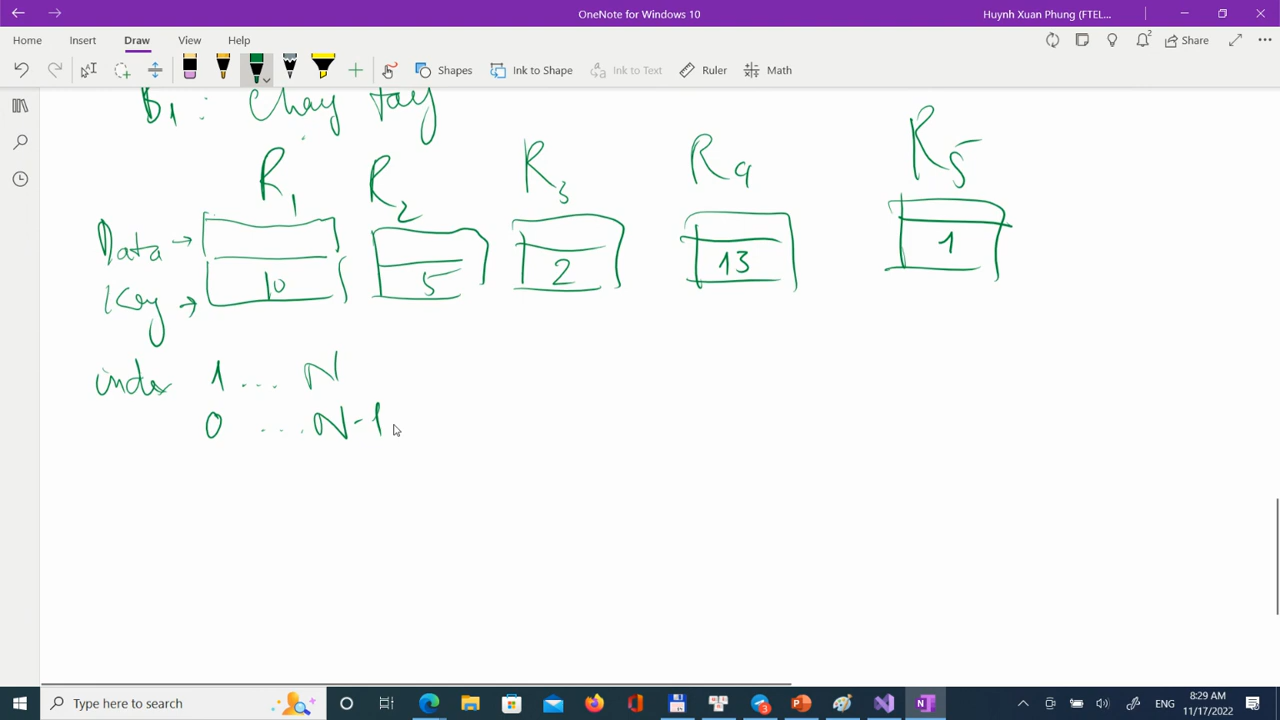 OneNote for Windows 10
Huynh Xuan Phung (FTEL...
Home Insert Draw View Help
Share
Shapes Ink to Shape Ink to Text Ruler Math
B1: Chay tay
R1 R2 R3 R4 R5
Data →
Key → 10 5 2 13 1
index 1 ... N
0 ... N-1
Type here to search
ENG
8:29 AM
11/17/2022